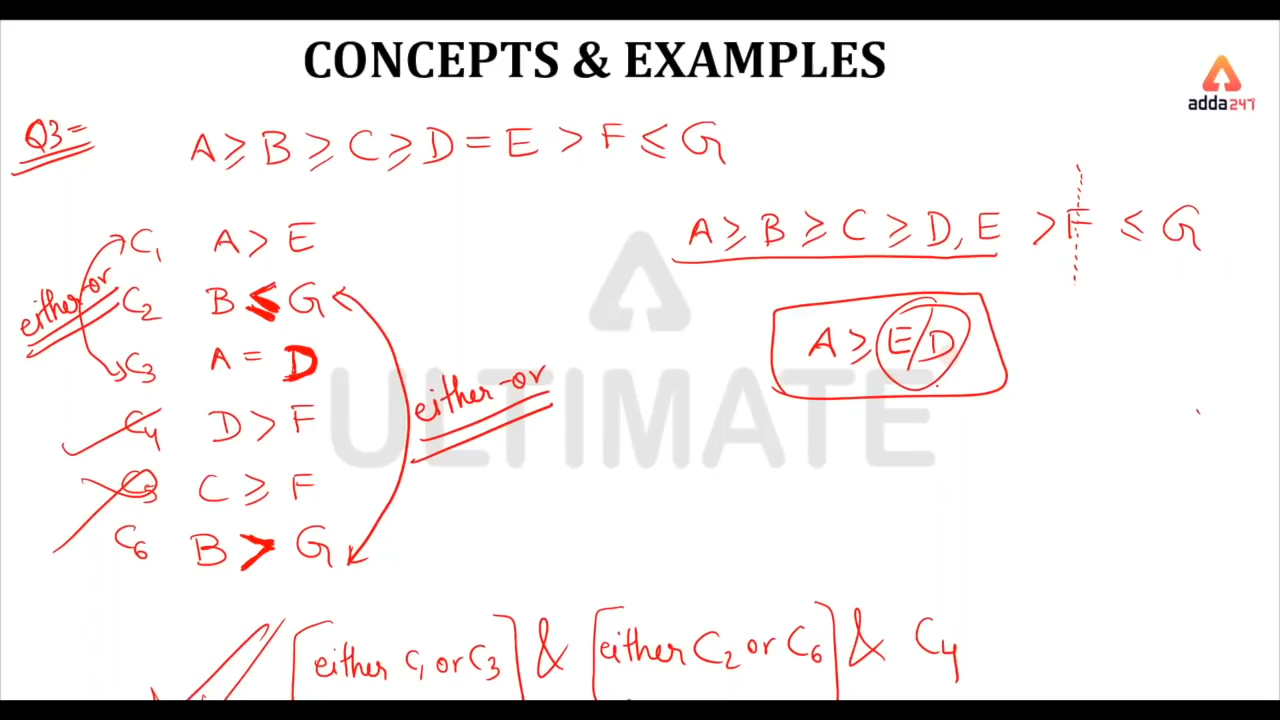 CONCEPTS & EXAMPLES
adda247
Q3= A ≥ B ≥ C ≥ D = E > F ≤ G
A ≥ B ≥ C ≥ D, E > F ≤ G
C1 A > E
either-or
C2 B ≤ G
C3 A = D
A ≥ E/D
either-or
C4 D > F
ULTIMATE
C5 C ≥ F
C6 B > G
[either C1 or C3] & [either C2 or C6] & C4